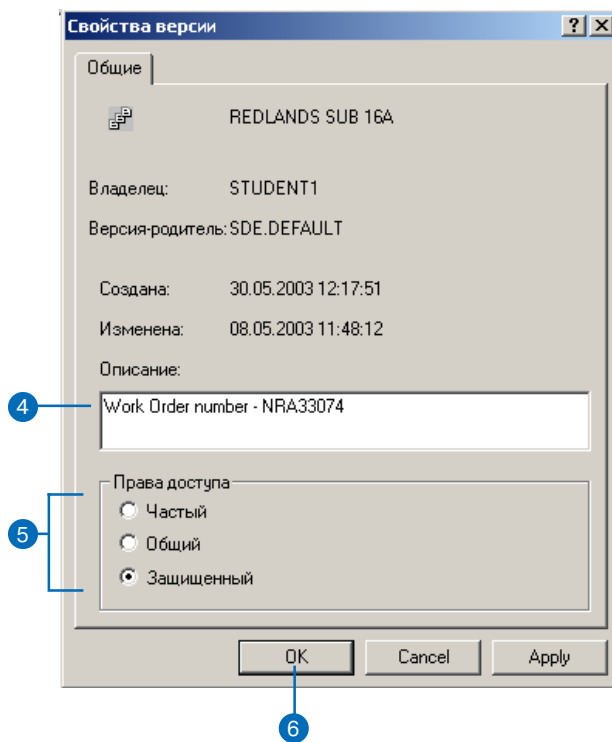 Свойства версии
Общие
REDLANDS SUB 16A
Владелец: STUDENT1
Версия-родитель: SDE.DEFAULT
Создана: 30.05.2003 12:17:51
Изменена: 08.05.2003 11:48:12
Описание:
4
Work Order number - NRA33074
Права доступа
5
Частый
Общий
Защищенный
OK Cancel Apply
6